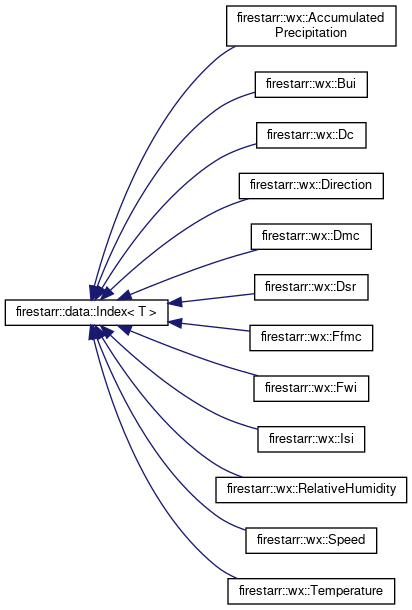 firestarr::wx::Accumulated
Precipitation
firestarr::wx::Bui
firestarr::wx::Dc
firestarr::wx::Direction
firestarr::wx::Dmc
firestarr::wx::Dsr
firestarr::data::Index< T >
firestarr::wx::Ffmc
firestarr::wx::Fwi
firestarr::wx::Isi
firestarr::wx::RelativeHumidity
firestarr::wx::Speed
firestarr::wx::Temperature